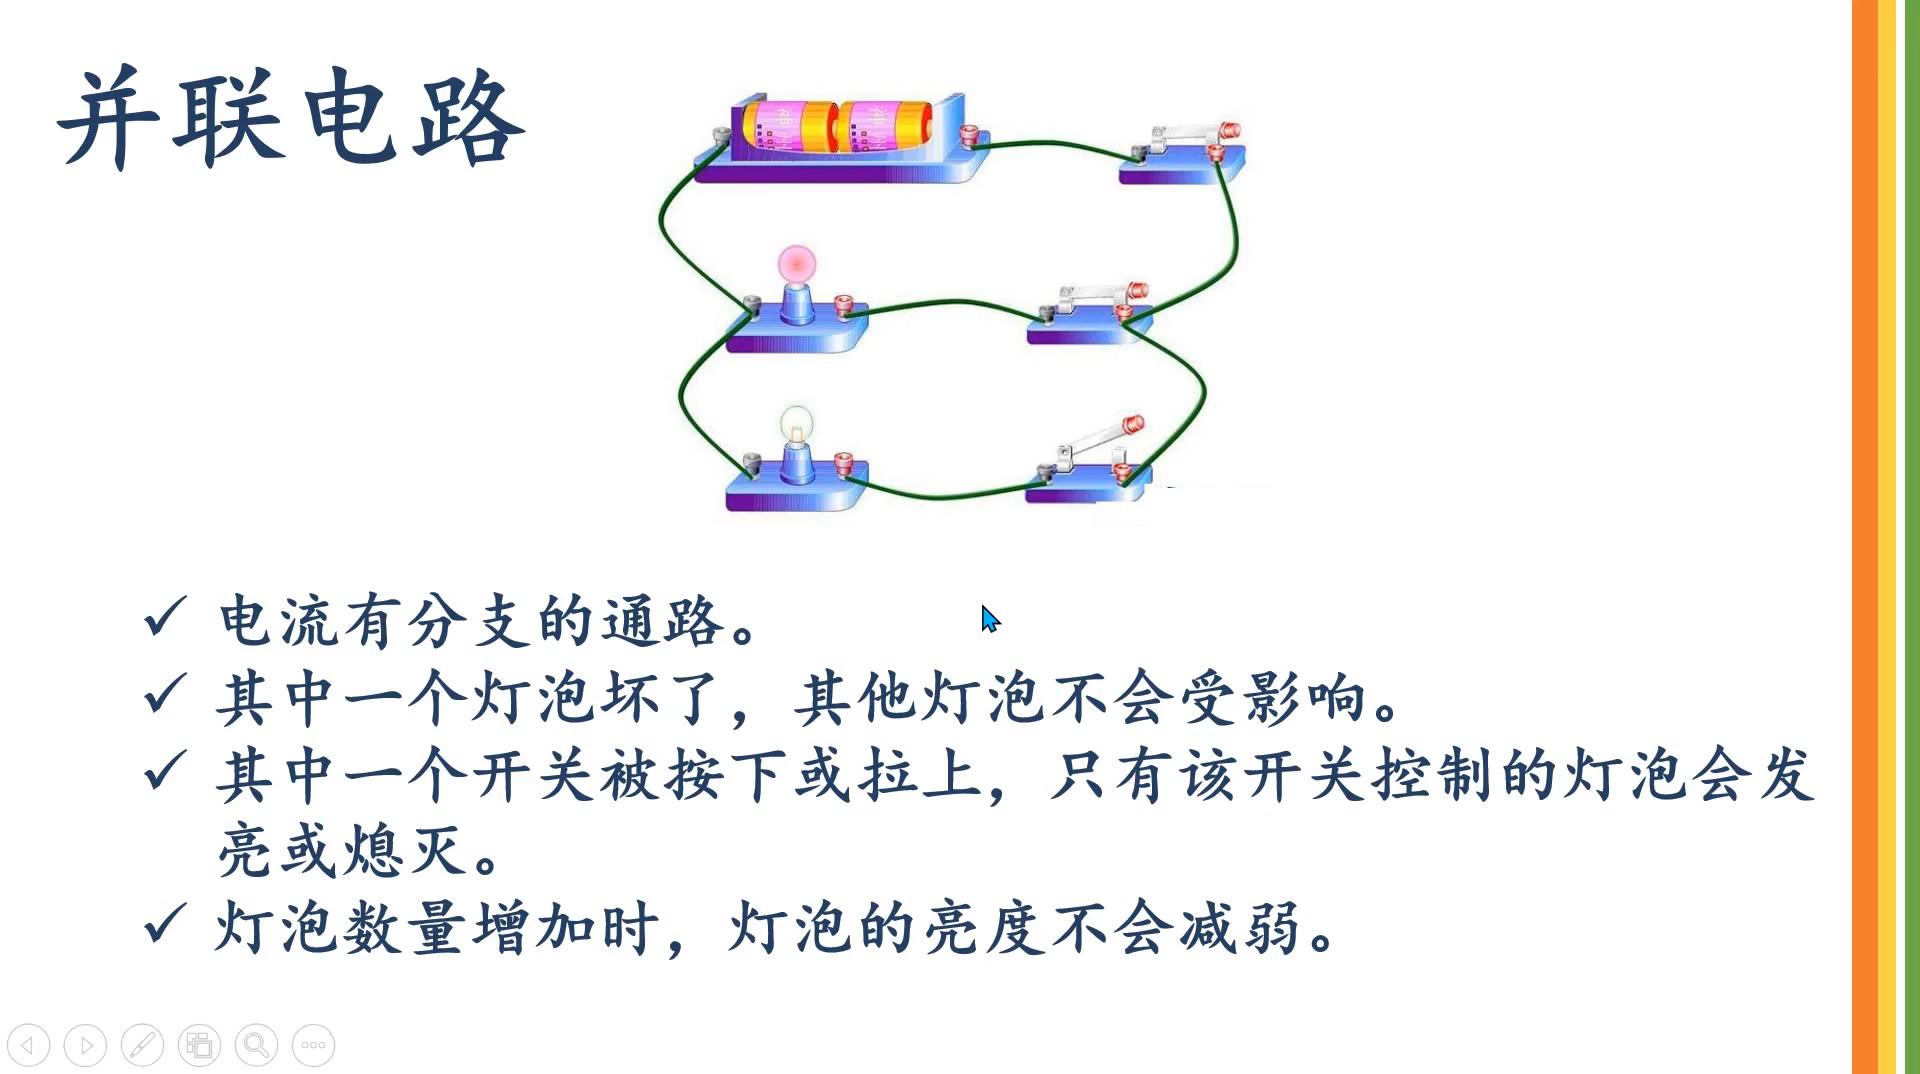 并联电路
✓ 电流有分支的通路。
✓ 其中一个灯泡坏了，其他灯泡不会受影响。
✓ 其中一个开关被按下或拉上，只有该开关控制的灯泡会发
亮或熄灭。
✓ 灯泡数量增加时，灯泡的亮度不会减弱。